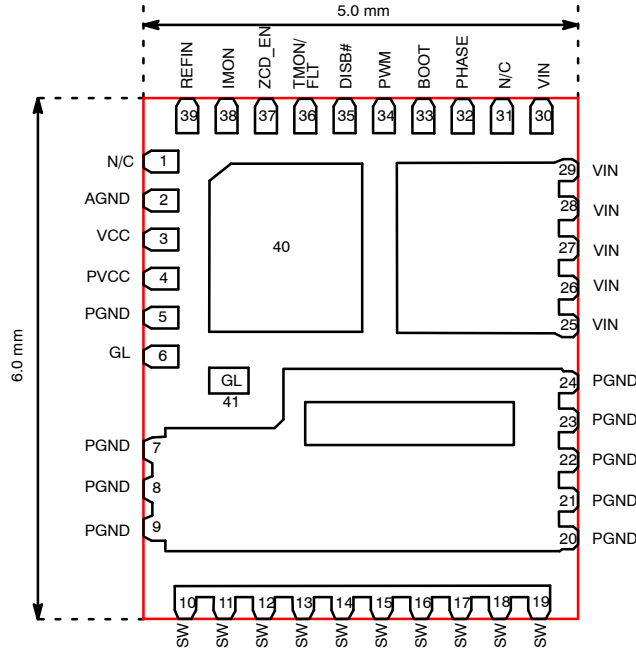 5.0 mm
REFIN
IMON
ZCD_EN
TMON/
FLT
DISB#
PWM
BOOT
PHASE
N/C
VIN
39 38 37 36 35 34 33 32 31 30
6.0 mm
N/C 1
AGND 2
VCC 3
PVCC 4
PGND 5
GL 6
40
29 VIN
28 VIN
27 VIN
26 VIN
25 VIN
GL
41
24 PGND
23 PGND
22 PGND
21 PGND
20 PGND
PGND 7
PGND 8
PGND 9
10 11 12 13 14 15 16 17 18 19
SW SW SW SW SW SW SW SW SW SW